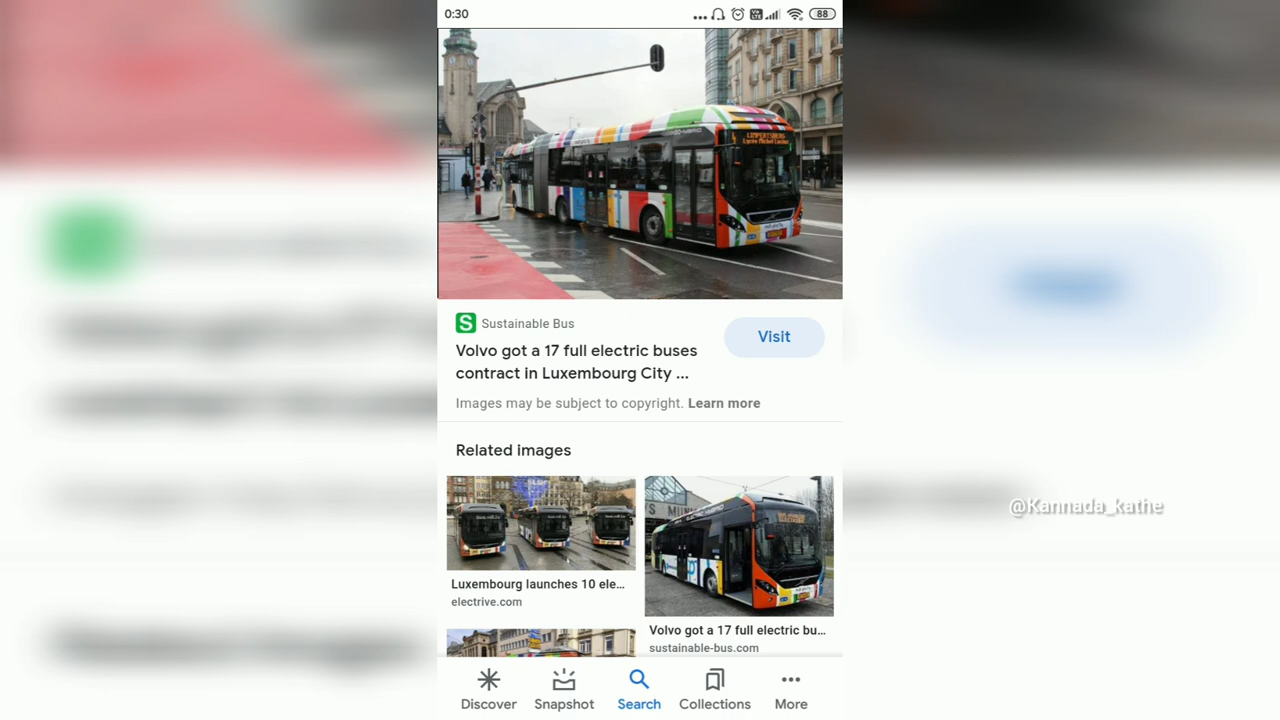 0:30
88
Sustainable Bus
Volvo got a 17 full electric buses
contract in Luxembourg City ...
Visit
Images may be subject to copyright. Learn more
Related images
Luxembourg launches 10 ele...
electrive.com
Volvo got a 17 full electric bu...
sustainable-bus.com
@Kannada_kathe
Discover
Snapshot
Search
Collections
More